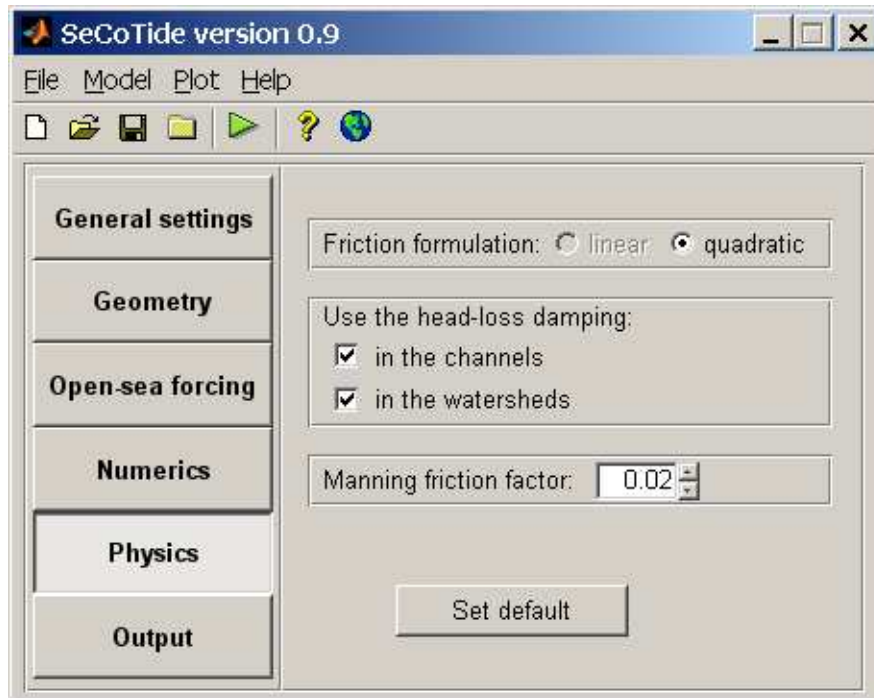 SeCoTide version 0.9
File Model Plot Help
General settings
Geometry
Open-sea forcing
Numerics
Physics
Output
Friction formulation: linear quadratic
Use the head-loss damping:
in the channels
in the watersheds
Manning friction factor: 0.02
Set default